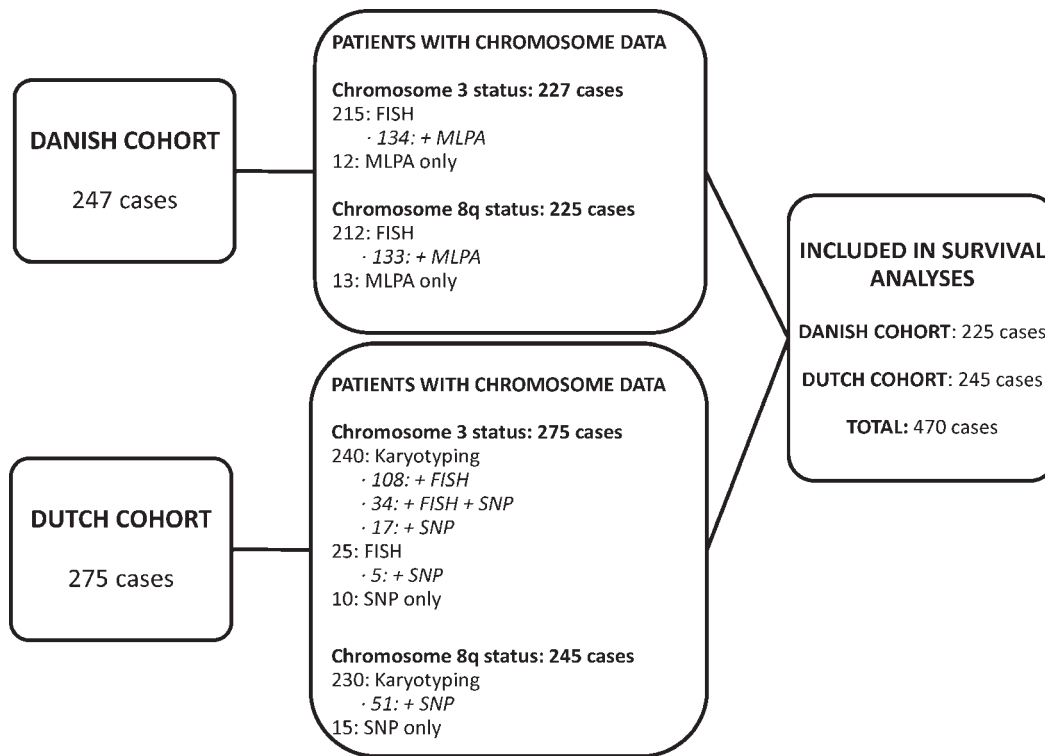 DANISH COHORT
247 cases
PATIENTS WITH CHROMOSOME DATA
Chromosome 3 status: 227 cases
215: FISH
· 134: + MLPA
12: MLPA only
Chromosome 8q status: 225 cases
212: FISH
· 133: + MLPA
13: MLPA only
DUTCH COHORT
275 cases
PATIENTS WITH CHROMOSOME DATA
Chromosome 3 status: 275 cases
240: Karyotyping
· 108: + FISH
· 34: + FISH + SNP
· 17: + SNP
25: FISH
· 5: + SNP
10: SNP only
Chromosome 8q status: 245 cases
230: Karyotyping
· 51: + SNP
15: SNP only
INCLUDED IN SURVIVAL
ANALYSES
DANISH COHORT: 225 cases
DUTCH COHORT: 245 cases
TOTAL: 470 cases